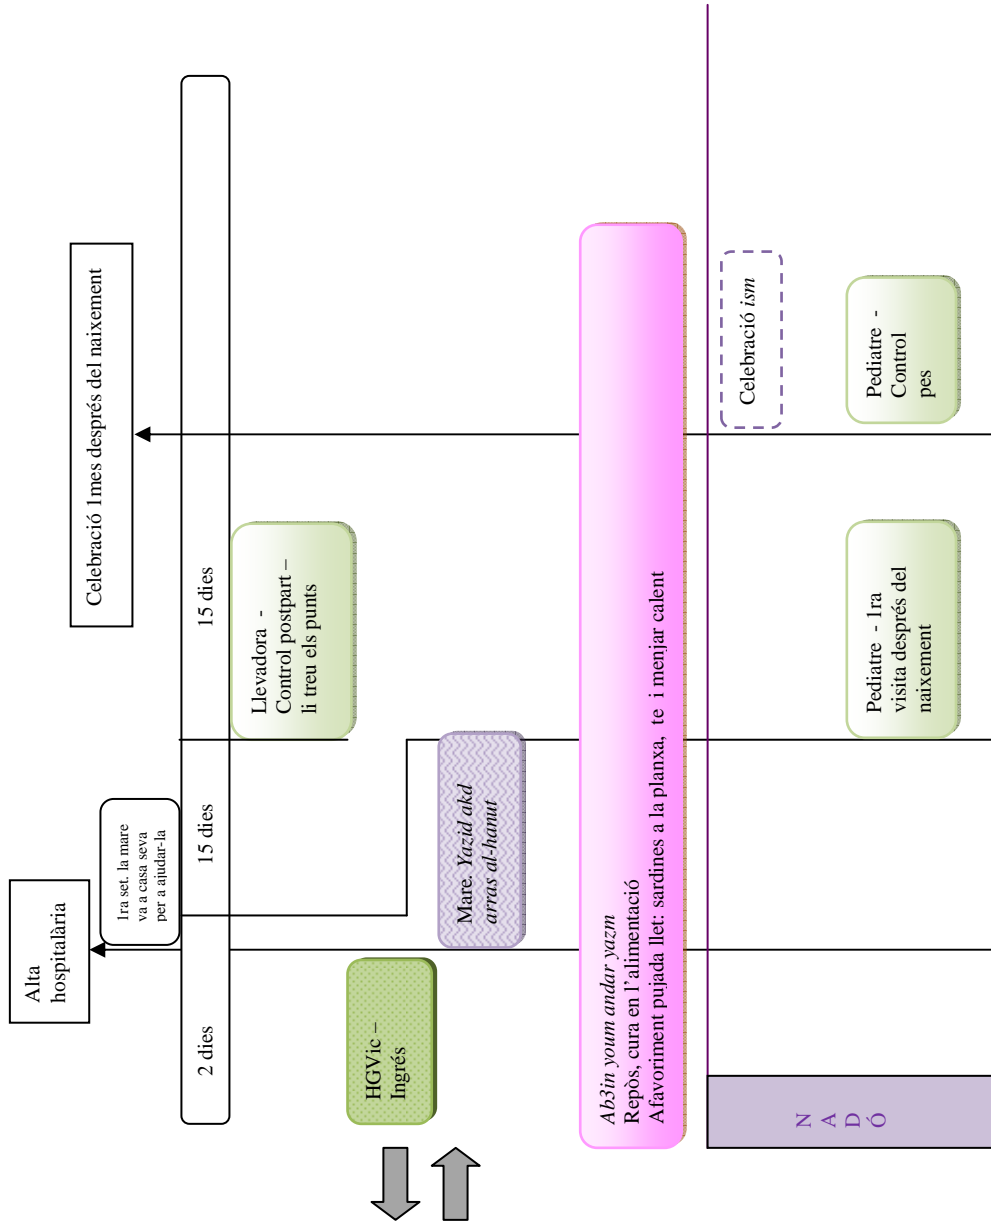 Alta
hospitalària
1ra set. la mare
va a casa seva
per a ajudar-la
Celebració 1mes després del naixement
2 dies
15 dies
15 dies
HGVic –
Ingrés
Llevadora -
Control postpart –
li treu els punts
Mare. Yazid akd
arras al-hanut
Ab3in youm andar yazm
Repòs, cura en l'alimentació
Afavoriment pujada llet: sardines a la planxa, te i menjar calent
Celebració ism
N
A
D
Ó
Pediatre - 1ra
visita després del
naixement
Pediatre -
Control
pes